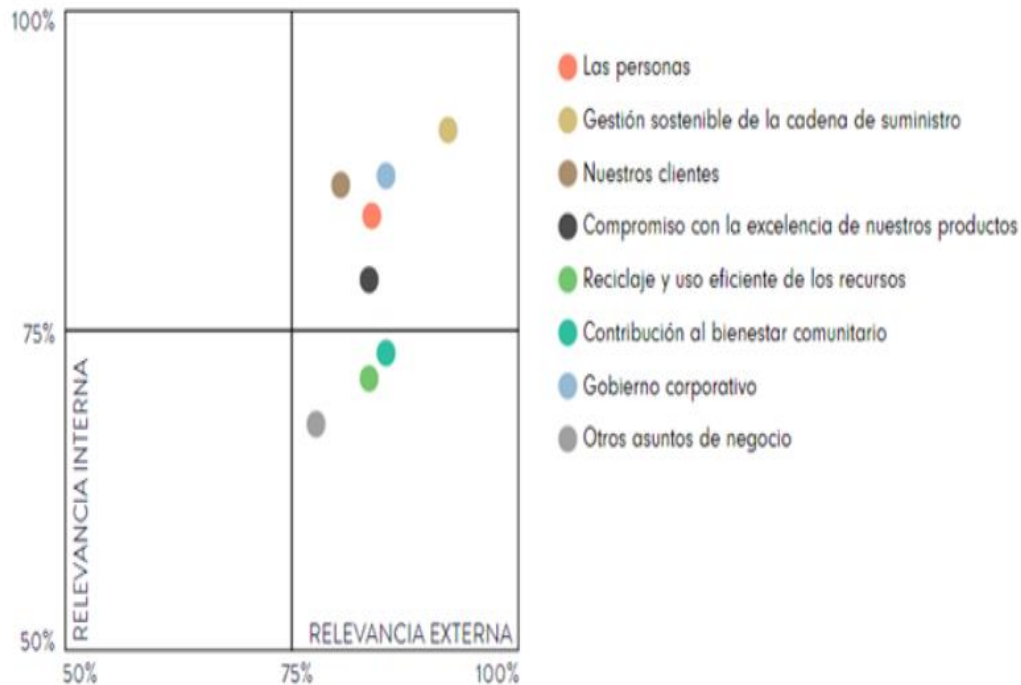 100%
75%
50%
RELEVANCIA INTERNA
RELEVANCIA EXTERNA
50%
75%
100%
Las personas
Gestión sostenible de la cadena de suministro
Nuestros clientes
Compromiso con la excelencia de nuestros productos
Reciclaje y uso eficiente de los recursos
Contribución al bienestar comunitario
Gobierno corporativo
Otros asuntos de negocio